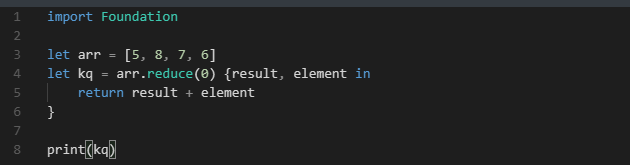 1 import Foundation
2
3 let arr = [5, 8, 7, 6]
4 let kq = arr.reduce(0) {result, element in
5     return result + element
6 }
7
8 print(kq)